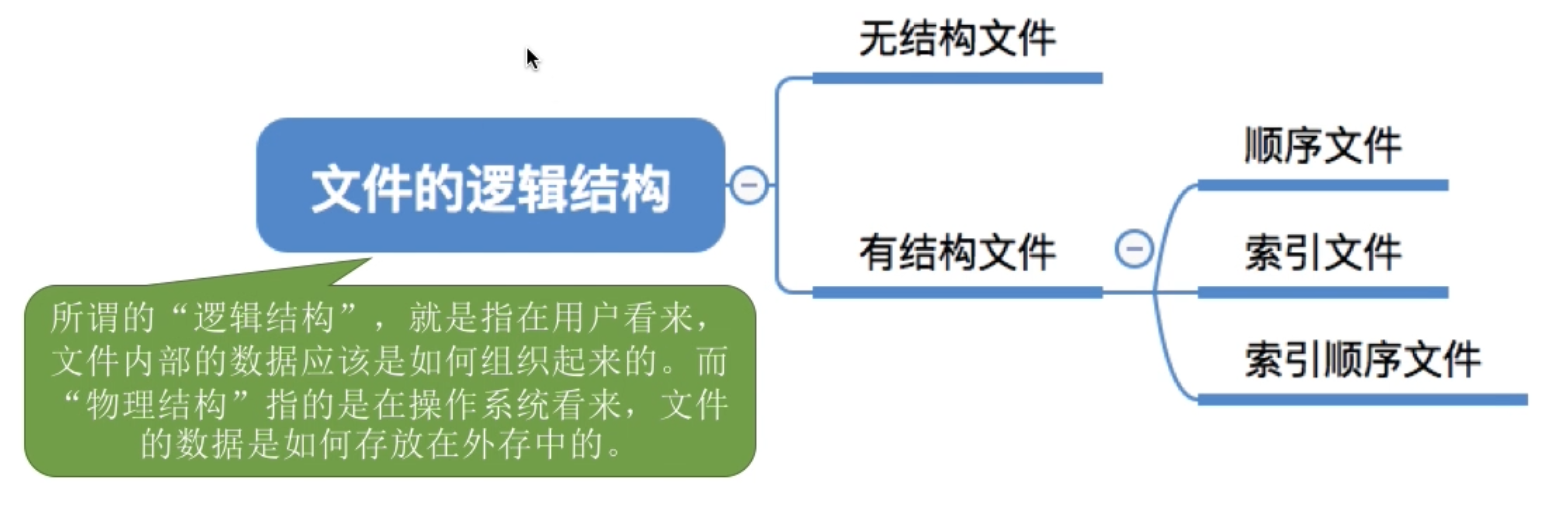 无结构文件
顺序文件
文件的逻辑结构
有结构文件
索引文件
索引顺序文件
所谓的“逻辑结构”，就是指在用户看来，
文件内部的数据应该是如何组织起来的。而
“物理结构”指的是在操作系统看来，文件
的数据是如何存放在外存中的。